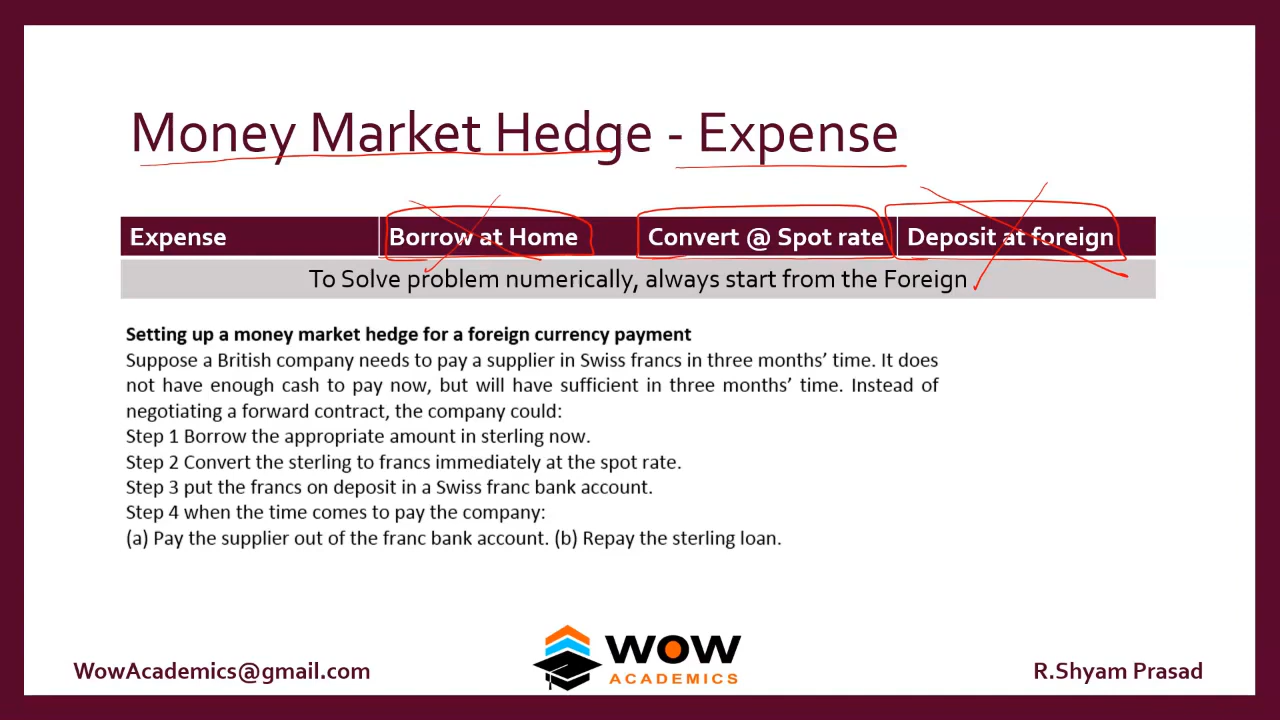 Money Market Hedge - Expense
Expense Borrow at Home Convert @ Spot rate Deposit at foreign
To Solve problem numerically, always start from the Foreign
Setting up a money market hedge for a foreign currency payment
Suppose a British company needs to pay a supplier in Swiss francs in three months’ time. It does
not have enough cash to pay now, but will have sufficient in three months’ time. Instead of
negotiating a forward contract, the company could:
Step 1 Borrow the appropriate amount in sterling now.
Step 2 Convert the sterling to francs immediately at the spot rate.
Step 3 put the francs on deposit in a Swiss franc bank account.
Step 4 when the time comes to pay the company:
(a) Pay the supplier out of the franc bank account. (b) Repay the sterling loan.
WowAcademics@gmail.com
WOW
ACADEMICS
R.Shyam Prasad